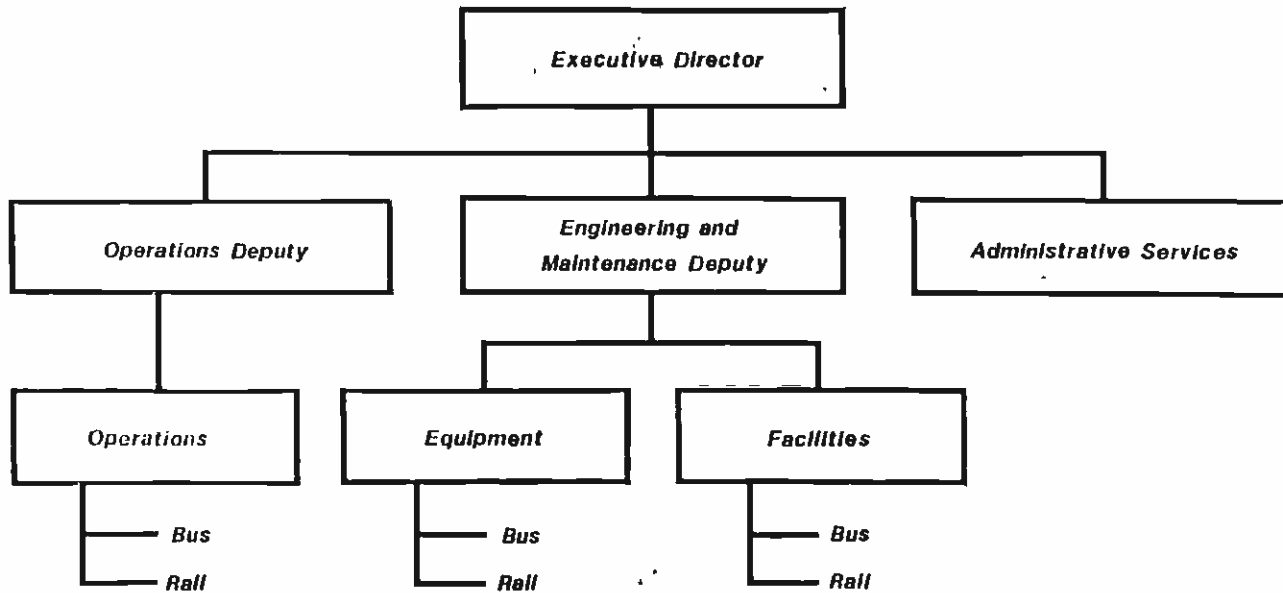 Executive Director
Operations Deputy
Engineering and
Maintenance Deputy
Administrative Services
Operations
Equipment
Facilities
Bus
Rail
Bus
Rail
Bus
Rail